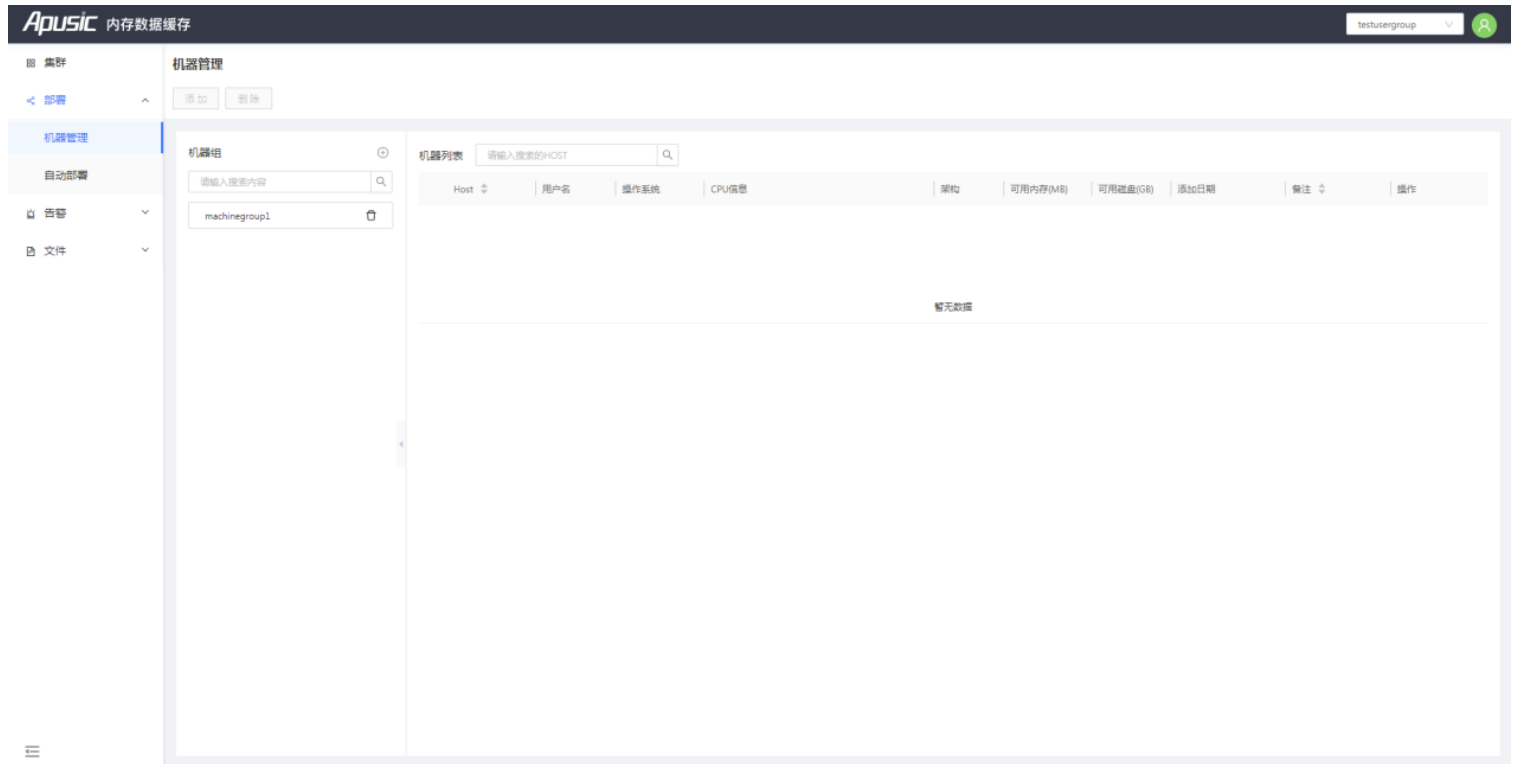 Apusic 内存数据缓存
testusergroup
集群
部署
机器管理
自动部署
告警
文件
机器管理
添加 删除
机器组
请输入搜索内容
machinegroup1
机器列表 请输入搜索的HOST
Host 用户名 操作系统 CPU信息 架构 可用内存(MB) 可用磁盘(GB) 添加日期 备注 操作
暂无数据